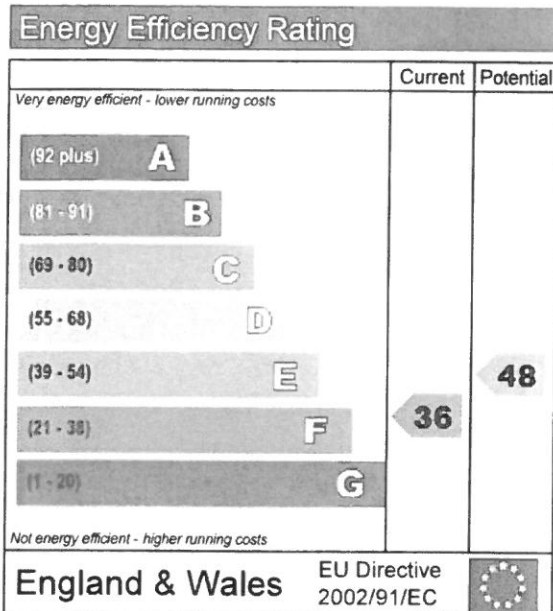 Energy Efficiency Rating
Current Potential
Very energy efficient - lower running costs
(92 plus) A
(81 - 91) B
(69 - 80) C
(55 - 68) D
(39 - 54) E
48
(21 - 38) F
36
(1 - 20) G
Not energy efficient - higher running costs
England & Wales
EU Directive
2002/91/EC